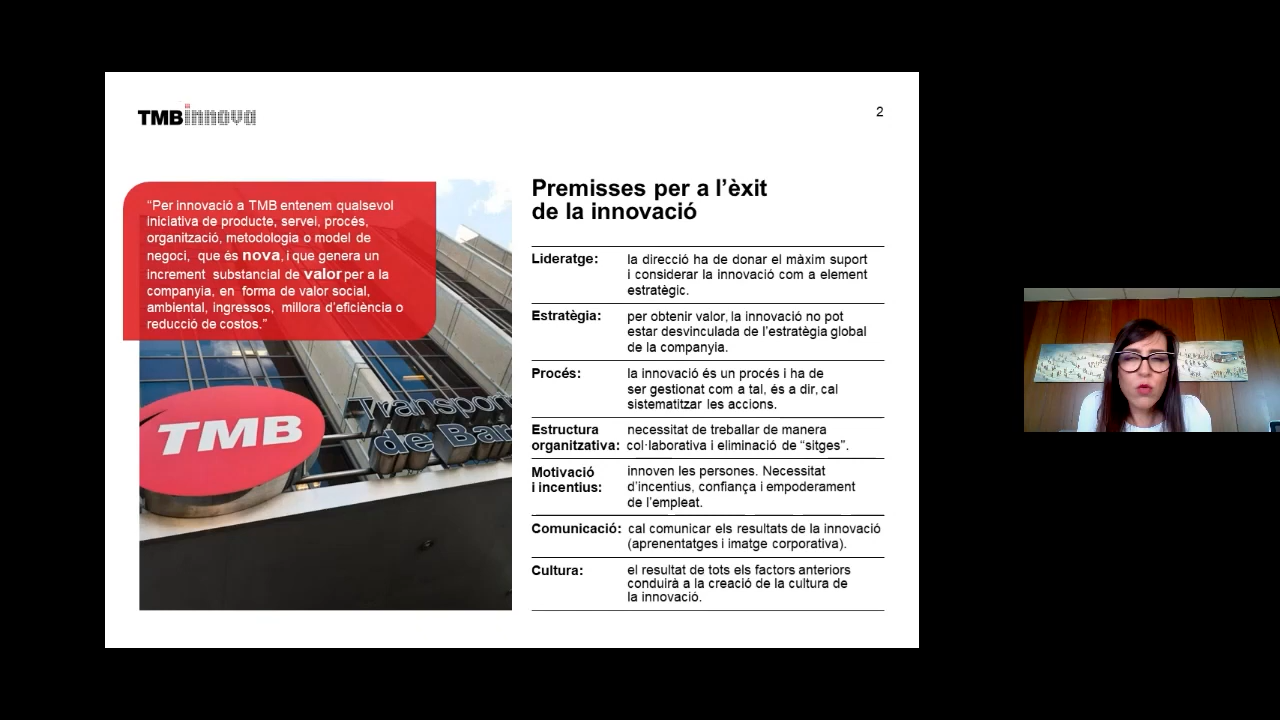 TMBinnova
2
“Per innovació a TMB entenem qualsevol
iniciativa de producte, servei, procés,
organització, metodologia o model de
negoci, que és nova, i que genera un
increment substancial de valor per a la
companyia, en forma de valor social,
ambiental, ingressos, millora d’eficiència o
reducció de costos.”
TMB
Transport
de Bar
Premisses per a l’èxit
de la innovació
Lideratge: la direcció ha de donar el màxim suport
i considerar la innovació com a element
estratègic.
Estratègia: per obtenir valor, la innovació no pot
estar desvinculada de l’estratègia global
de la companyia.
Procés: la innovació és un procés i ha de
ser gestionat com a tal, és a dir, cal
sistematitzar les accions.
Estructura necessitat de treballar de manera
organitzativa: col·laborativa i eliminació de “sitges”.
Motivació innoven les persones. Necessitat
i incentius: d’incentius, confiança i empoderament
de l’empleat.
Comunicació: cal comunicar els resultats de la innovació
(aprenentatges i imatge corporativa).
Cultura: el resultat de tots els factors anteriors
conduirà a la creació de la cultura de
la innovació.